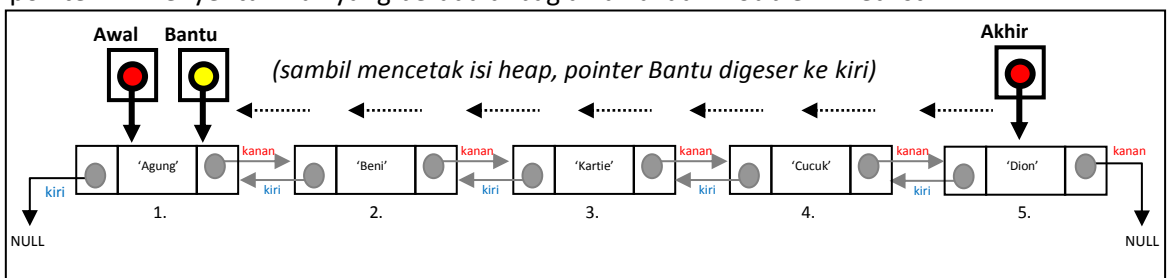 Awal Bantu Akhir
(sambil mencetak isi heap, pointer Bantu digeser ke kiri)
kanan kanan kanan kanan kanan
'Agung' 'Beni' 'Kartie' 'Cucuk' 'Dion'
kiri kiri kiri kiri kiri
1. 2. 3. 4. 5.
NULL NULL